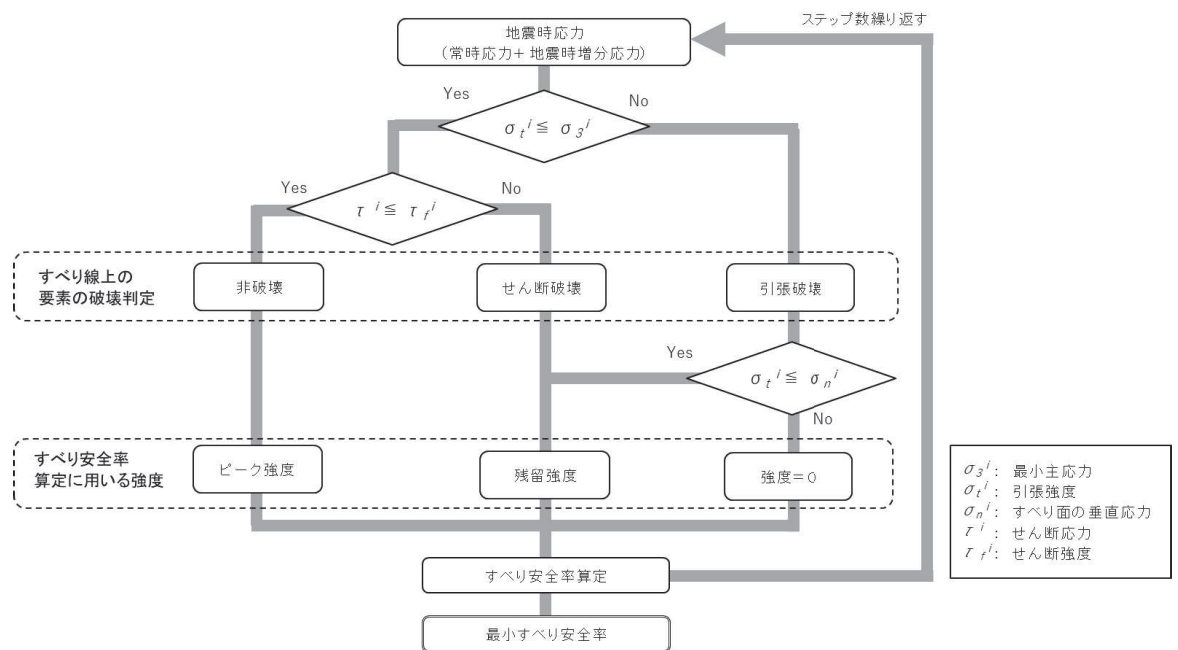 ステップ数繰り返す
地震時応力
(常時応力+地震時増分応力)
Yes
No
σtⁱ≦ σ3ⁱ
Yes
No
τⁱ≦ τfⁱ
すべり線上の
要素の破壊判定
非破壊
せん断破壊
引張破壊
Yes
σtⁱ≦ σnⁱ
No
すべり安全率
算定に用いる強度
ピーク強度
残留強度
強度=0
σ3ⁱ: 最小主応力
σtⁱ: 引張強度
σnⁱ: すべり面の垂直応力
τⁱ: せん断応力
τfⁱ: せん断強度
すべり安全率算定
最小すべり安全率